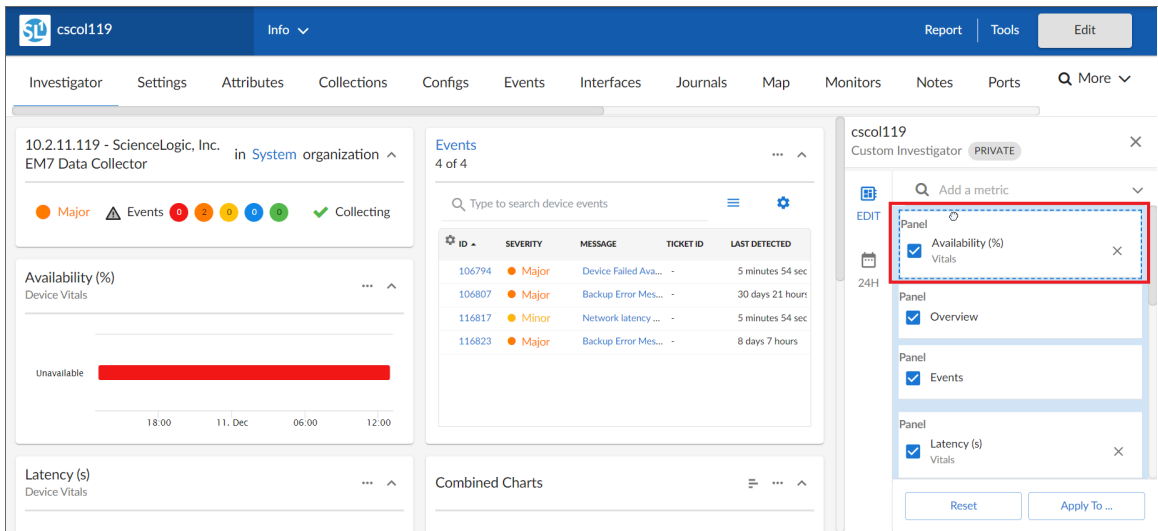 SL1 cscol119 Info Report Tools Edit
Investigator Settings Attributes Collections Configs Events Interfaces Journals Map Monitors Notes Ports More
10.2.11.119 - ScienceLogic, Inc.
EM7 Data Collector
in System organization
Major Events 0 2 0 0 0 Collecting
Availability (%)
Device Vitals
Unavailable
18:00 11. Dec 06:00 12:00
Latency (s)
Device Vitals
Events
4 of 4
Type to search device events
ID SEVERITY MESSAGE TICKET ID LAST DETECTED
106794 Major Device Failed Ava... - 5 minutes 54 sec
106807 Major Backup Error Mes... - 30 days 21 hours
116817 Minor Network latency ... - 5 minutes 54 sec
116823 Major Backup Error Mes... - 8 days 7 hours
Combined Charts
cscol119
Custom Investigator PRIVATE
EDIT
24H
Add a metric
Panel
Availability (%)
Vitals
Panel
Overview
Panel
Events
Panel
Latency (s)
Vitals
Reset Apply To ...